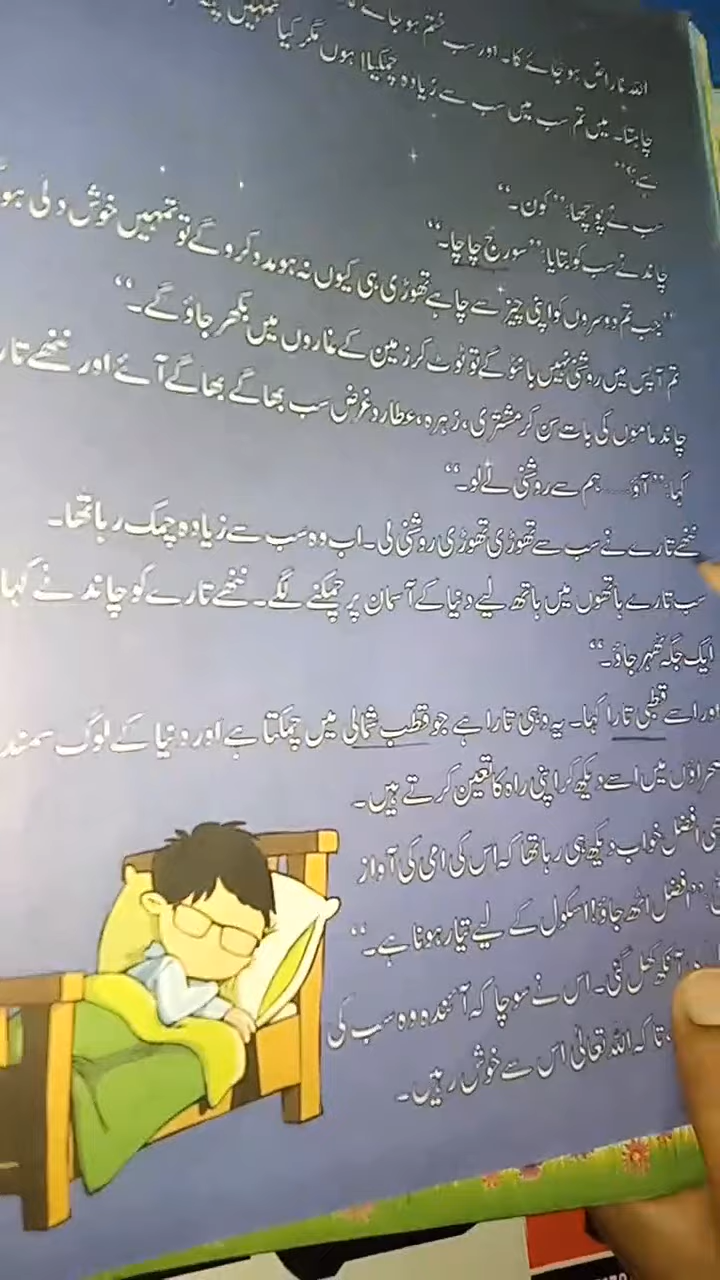 اللہ ناراض ہو جائے گا۔ اور سب ختم ہو جائے
چاہتا۔ میں تم سب میں سب سے زیادہ چمکیلا ہوں مگر کیا تمہیں
ہے؟“
سب نے پوچھا: ”کون۔“
چاند نے سب کو بتایا: ”سورج چاچا۔“
”جب تم دوسروں کو اپنی چیز سے چاہے تھوڑی ہی کیوں نہ ہو مدد کرو گے تو تمہیں خوش دلی
تم آپس میں روشنی نہیں بانٹو گے تو ٹوٹ کر زمین کے غاروں میں بکھر جاؤ گے۔“
چاند ماموں کی بات سن کر مشتری، زہرہ، عطارد غرض سب بھاگے بھاگے آئے اور ننھے
کہا: ”آؤ..... ہم سے روشنی لے لو۔“
ننھے تارے نے سب سے تھوڑی تھوڑی روشنی لی۔ اب وہ سب سے زیادہ چمک رہا تھا۔
سب تارے ہاتھوں میں ہاتھ لیے دنیا کے آسمان پر چمکنے لگے۔ ننھے تارے کو چاند نے کہا
ایک جگہ ٹھہر جاؤ۔“
اور اسے قطبی تارا کہا۔ یہ وہی تارا ہے جو قطب شمالی میں چمکتا ہے اور دنیا کے لوگ
صحراؤں میں اسے دیکھ کر اپنی راہ کا تعین کرتے ہیں۔
افضل خواب دیکھ ہی رہا تھا کہ اس کی امی کی آواز
”افضل اٹھ جاؤ! اسکول کے لیے تیار ہونا ہے۔“
آنکھ کھل گئی۔ اس نے سوچا کہ آئندہ وہ سب کی
تا کہ اللہ تعالیٰ اس سے خوش رہیں۔